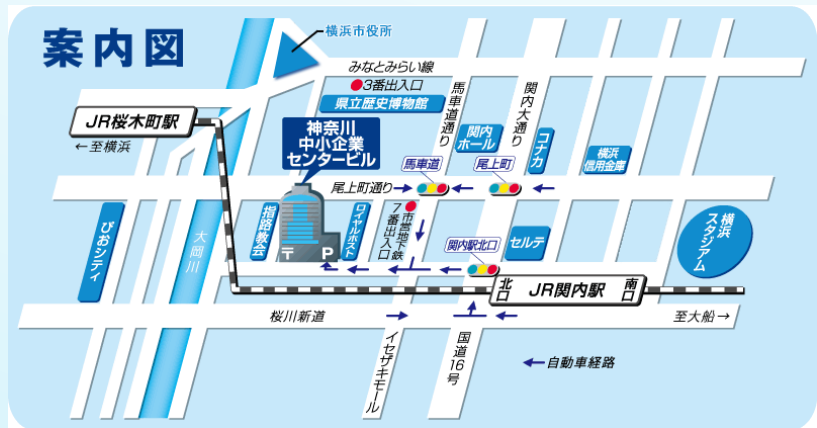 案内図
横浜市役所
みなとみらい線
●3番出入口
県立歴史博物館
馬車道通り
関内大通り
JR桜木町駅
←至横浜
神奈川
中小企業
センタービル
関内
ホール
コナカ
横浜
信用金庫
馬車道
尾上町
尾上町通り
ぴおシティ
大岡川
指路教会
〒
P
ロイヤルホスト
市営地下鉄
7番出入口
関内駅北口
セルテ
横浜
スタジアム
北口
JR関内駅
南口
桜川新道
至大船→
イセザキモール
国道16号
←自動車経路